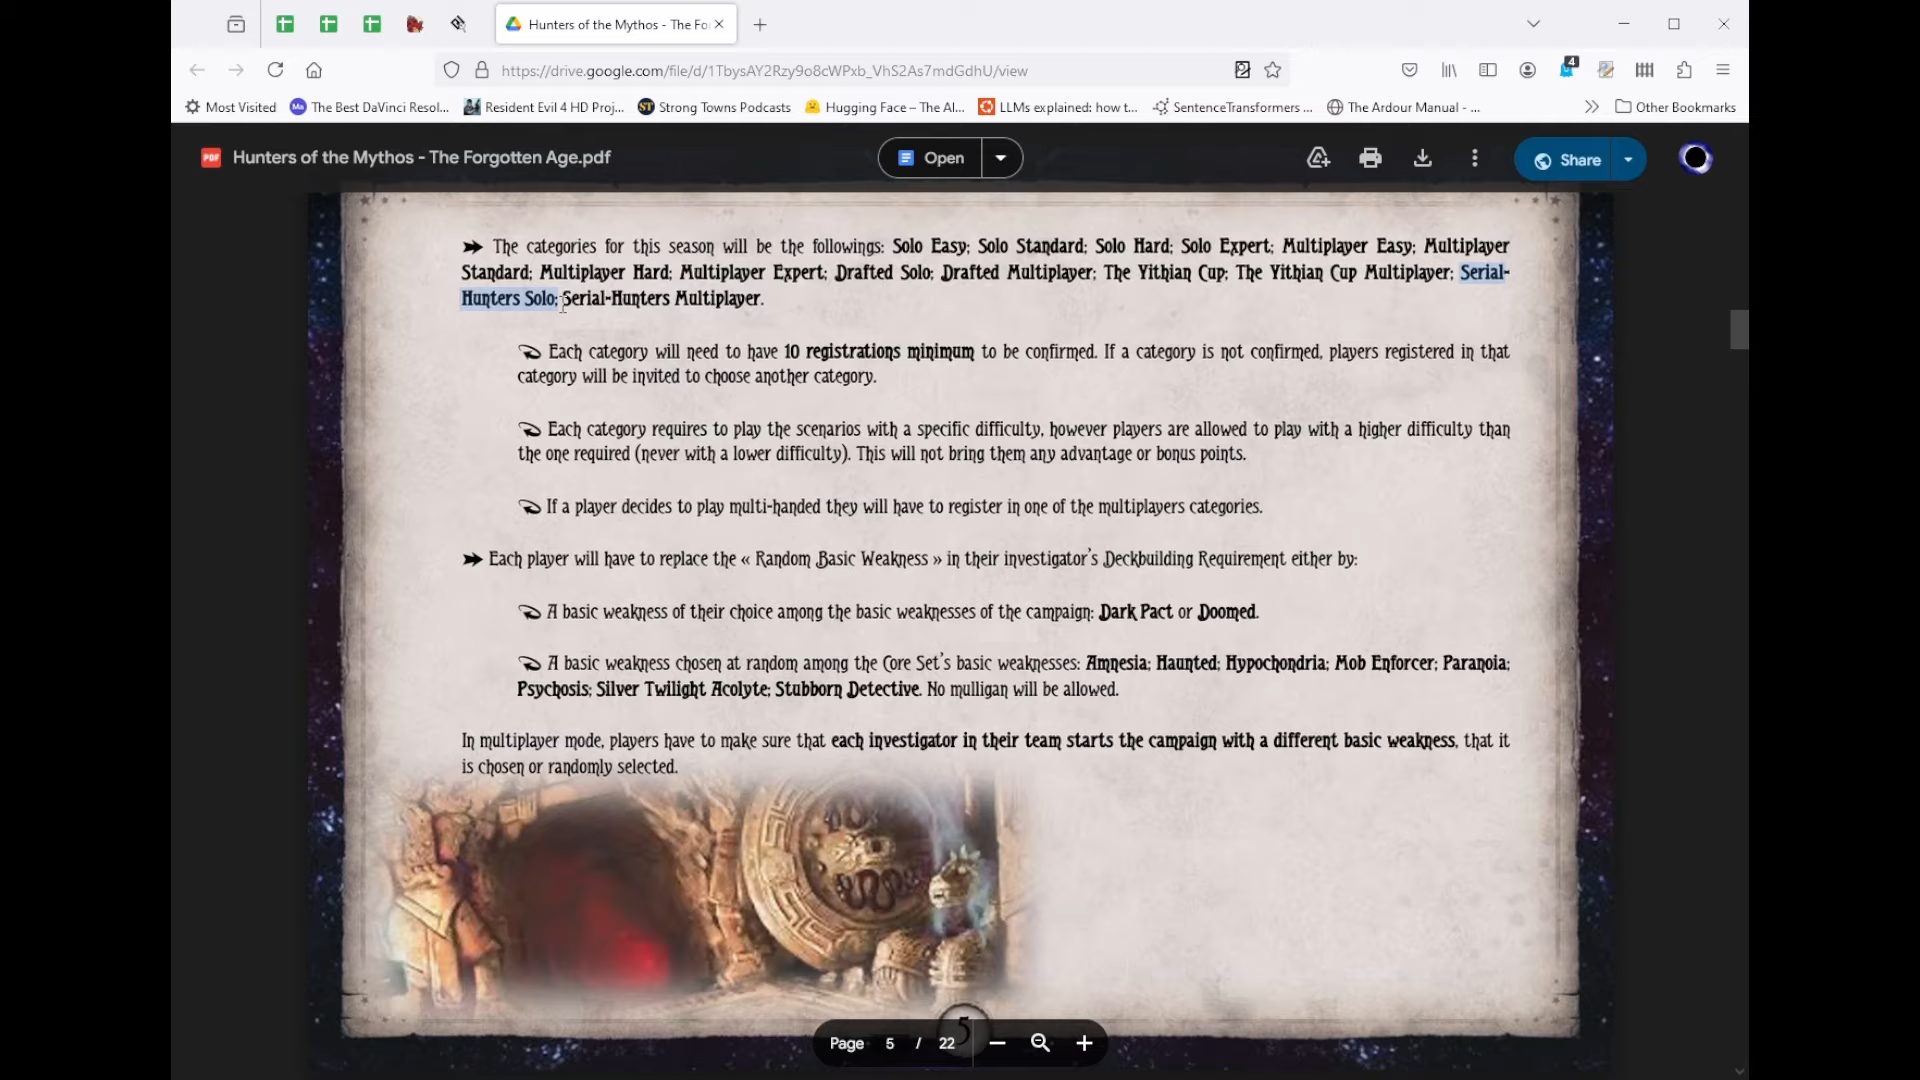 Hunters of the Mythos - The Fo
https://drive.google.com/file/d/1TbysAY2Rzy9o8cWPxb_VhS2As7mdGdhU/view
4
Most Visited
Ma
The Best DaVinci Resol...
Resident Evil 4 HD Proj...
ST
Strong Towns Podcasts
Hugging Face – The AI...
LLMs explained: how t...
SentenceTransformers ...
The Ardour Manual - ...
Other Bookmarks
PDF
Hunters of the Mythos - The Forgotten Age.pdf
Open
Share
The categories for this season will be the followings: Solo Easy; Solo Standard; Solo Hard; Solo Expert; Multiplayer Easy; Multiplayer
Standard; Multiplayer Hard; Multiplayer Expert; Drafted Solo; Drafted Multiplayer; The Yithian Cup; The Yithian Cup Multiplayer; Serial-
Hunters Solo; Serial-Hunters Multiplayer.
Each category will need to have 10 registrations minimum to be confirmed. If a category is not confirmed, players registered in that
category will be invited to choose another category.
Each category requires to play the scenarios with a specific difficulty, however players are allowed to play with a higher difficulty than
the one required (never with a lower difficulty). This will not bring them any advantage or bonus points.
If a player decides to play multi-handed they will have to register in one of the multiplayers categories.
Each player will have to replace the « Random Basic Weakness » in their investigator's Deckbuilding Requirement either by:
A basic weakness of their choice among the basic weaknesses of the campaign: Dark Pact or Doomed.
A basic weakness chosen at random among the Core Set's basic weaknesses: Amnesia; Haunted; Hypochondria; Mob Enforcer; Paranoia;
Psychosis; Silver Twilight Acolyte; Stubborn Detective. No mulligan will be allowed.
In multiplayer mode, players have to make sure that each investigator in their team starts the campaign with a different basic weakness, that it
is chosen or randomly selected.
5
Page 5 / 22